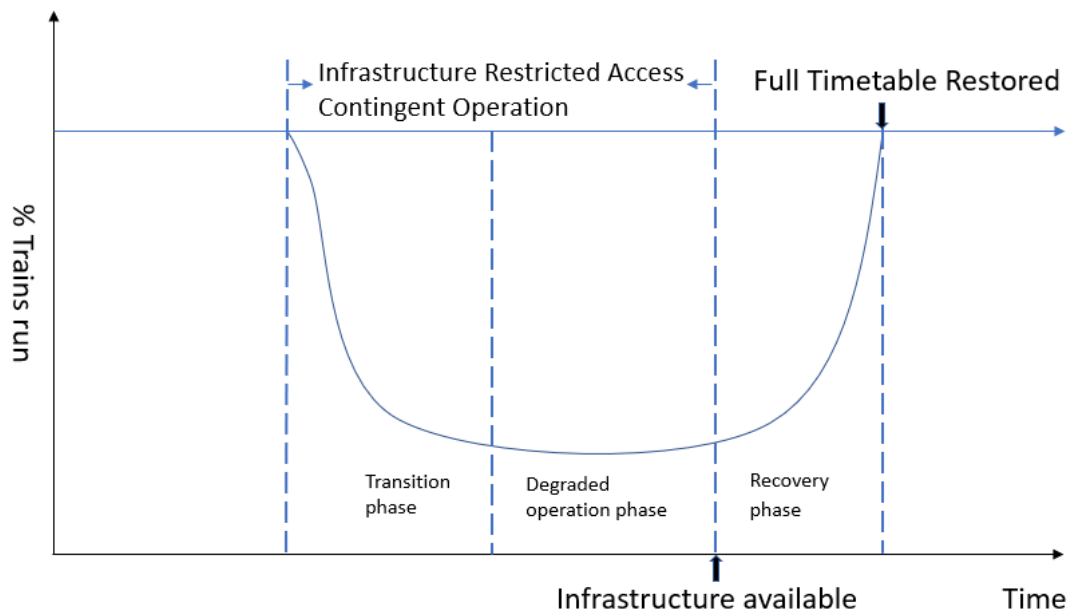 Infrastructure Restricted Access
Contingent Operation
Full Timetable Restored
% Trains run
Transition
phase
Degraded
operation phase
Recovery
phase
Infrastructure available
Time